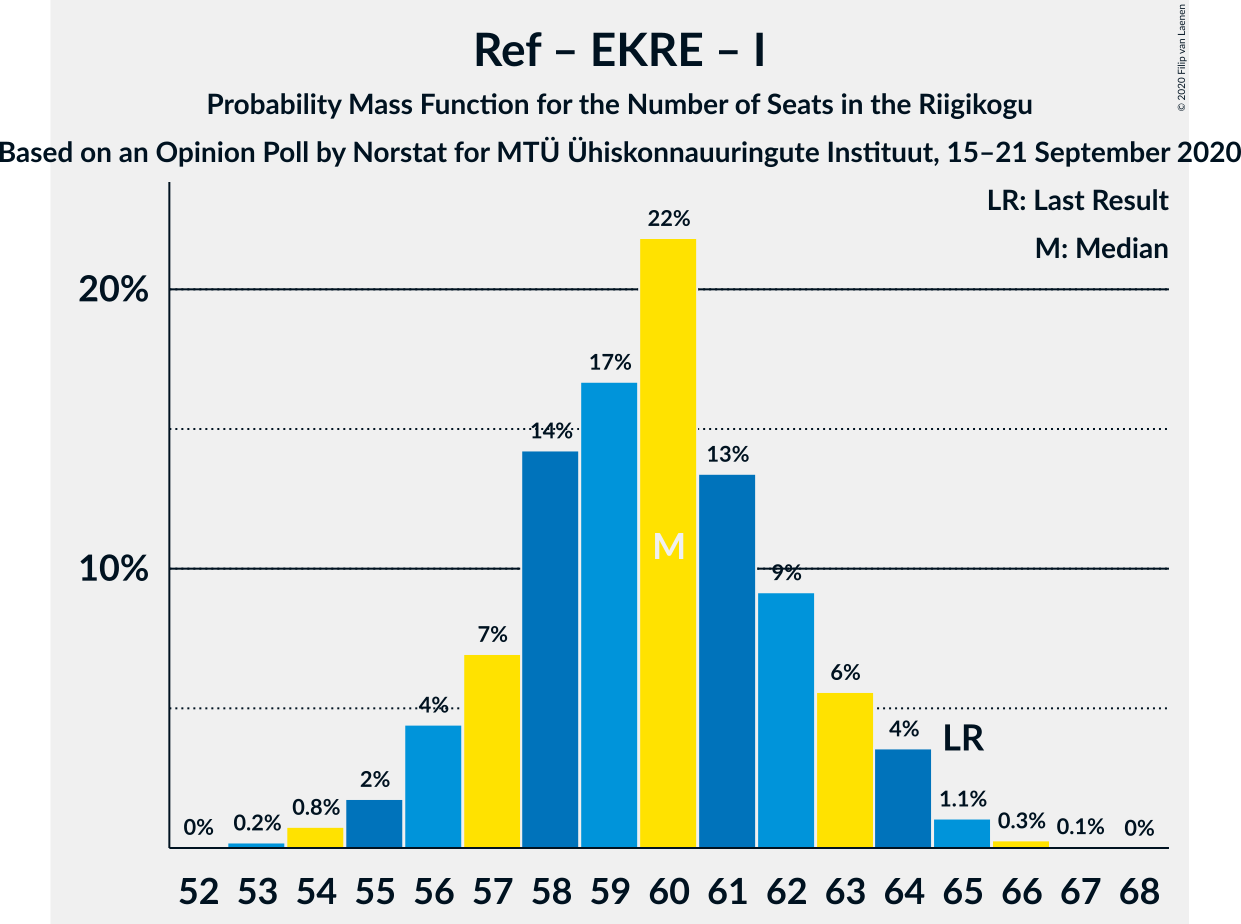 Ref – EKRE – I
Probability Mass Function for the Number of Seats in the Riigikogu
Based on an Opinion Poll by Norstat for MTÜ Ühiskonnauuringute Instituut, 15–21 September 2020
© 2020 Filip van Laenen
LR: Last Result
M: Median
20%
10%
0%
0.2%
0.8%
2%
4%
7%
14%
17%
22%
13%
9%
6%
4%
1.1%
0.3%
0.1%
0%
M
LR
52 53 54 55 56 57 58 59 60 61 62 63 64 65 66 67 68